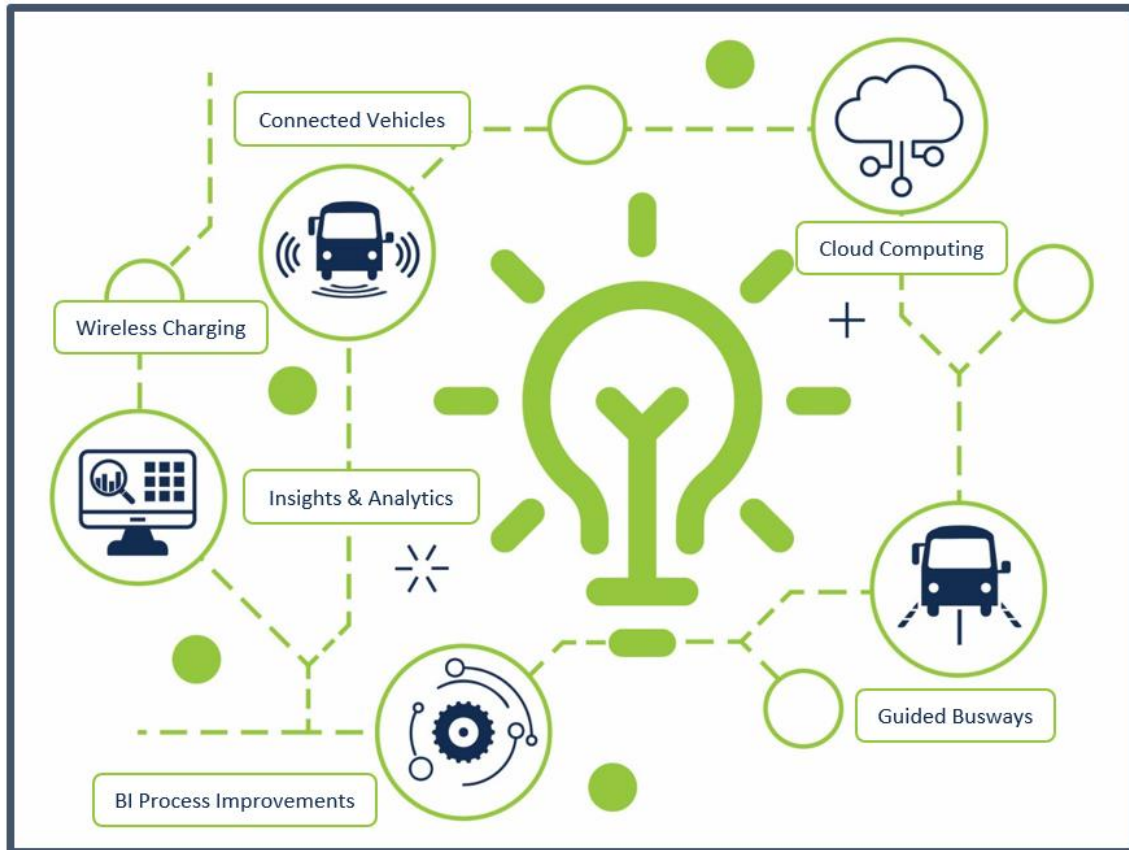 Connected Vehicles
Cloud Computing
Wireless Charging
Insights & Analytics
Guided Busways
BI Process Improvements